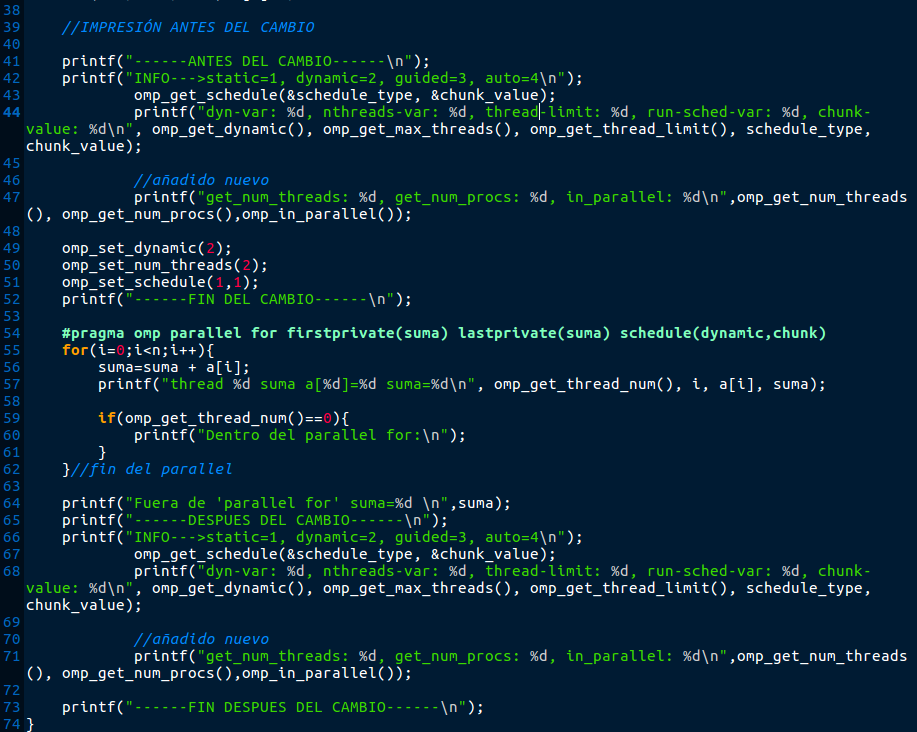 38
39 //IMPRESIÓN ANTES DEL CAMBIO
40
41 printf("------ANTES DEL CAMBIO------\n");
42 printf("INFO--->static=1, dynamic=2, guided=3, auto=4\n");
43 omp_get_schedule(&schedule_type, &chunk_value);
44 printf("dyn-var: %d, nthreads-var: %d, thread-limit: %d, run-sched-var: %d, chunk-
value: %d\n", omp_get_dynamic(), omp_get_max_threads(), omp_get_thread_limit(), schedule_type,
chunk_value);
45
46 //añadido nuevo
47 printf("get_num_threads: %d, get_num_procs: %d, in_parallel: %d\n",omp_get_num_threads
(), omp_get_num_procs(),omp_in_parallel());
48
49 omp_set_dynamic(2);
50 omp_set_num_threads(2);
51 omp_set_schedule(1,1);
52 printf("------FIN DEL CAMBIO------\n");
53
54 #pragma omp parallel for firstprivate(suma) lastprivate(suma) schedule(dynamic,chunk)
55 for(i=0;i<n;i++){
56 suma=suma + a[i];
57 printf("thread %d suma a[%d]=%d suma=%d\n", omp_get_thread_num(), i, a[i], suma);
58
59 if(omp_get_thread_num()==0){
60 printf("Dentro del parallel for:\n");
61 }
62 }//fin del parallel
63
64 printf("Fuera de 'parallel for' suma=%d \n",suma);
65 printf("------DESPUES DEL CAMBIO------\n");
66 printf("INFO--->static=1, dynamic=2, guided=3, auto=4\n");
67 omp_get_schedule(&schedule_type, &chunk_value);
68 printf("dyn-var: %d, nthreads-var: %d, thread-limit: %d, run-sched-var: %d, chunk-
value: %d\n", omp_get_dynamic(), omp_get_max_threads(), omp_get_thread_limit(), schedule_type,
chunk_value);
69
70 //añadido nuevo
71 printf("get_num_threads: %d, get_num_procs: %d, in_parallel: %d\n",omp_get_num_threads
(), omp_get_num_procs(),omp_in_parallel());
72
73 printf("------FIN DESPUES DEL CAMBIO------\n");
74 }